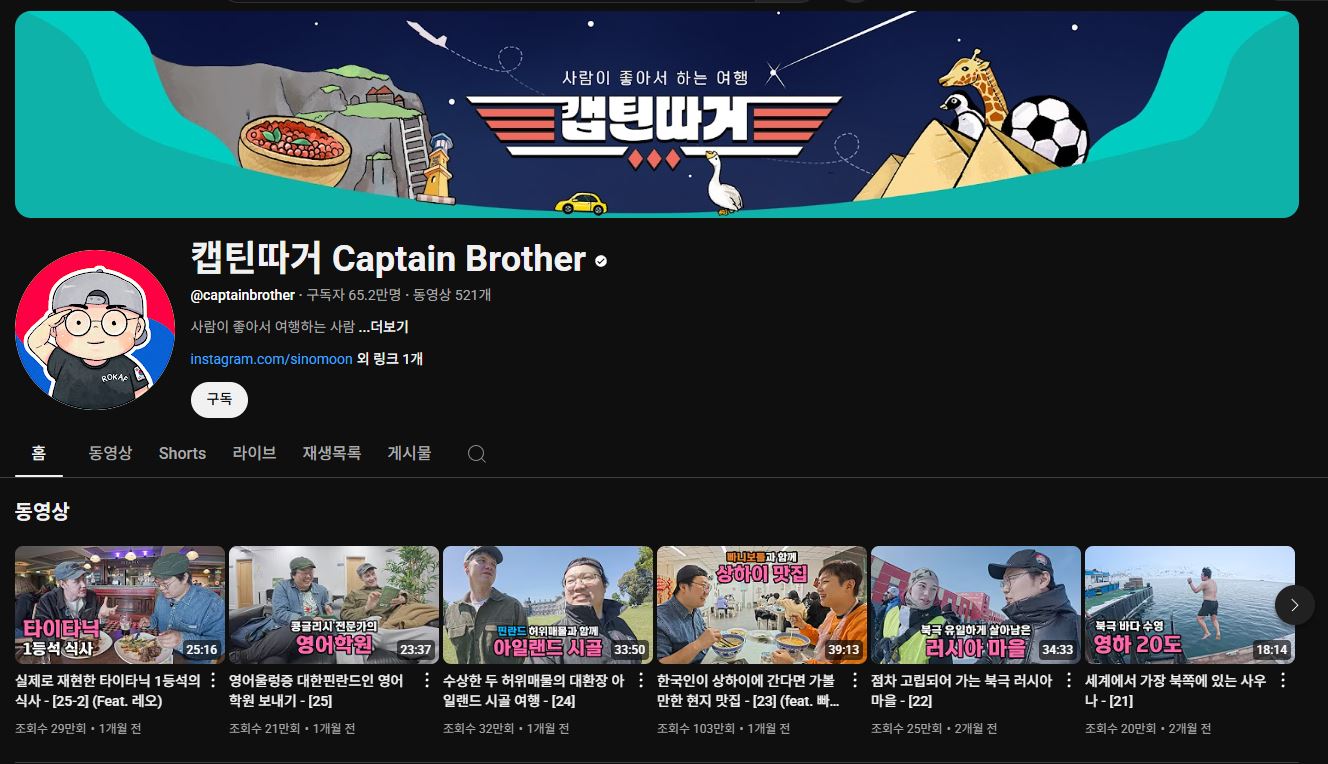 사람이 좋아서 하는 여행
캡틴따거
캡틴따거 Captain Brother
@captainbrother · 구독자 65.2만명 · 동영상 521개
사람이 좋아서 여행하는 사람 ...더보기
instagram.com/sinomoon 외 링크 1개
ROKAF
구독
홈 동영상 Shorts 라이브 재생목록 게시물
동영상
타이타닉
1등석 식사
25:16
실제로 재현한 타이타닉 1등석의
식사 - [25-2] (Feat. 레오)
조회수 29만회 • 1개월 전
콩글리시 전문가의
영어학원
23:37
영어울렁증 대한핀란드인 영어
학원 보내기 - [25]
조회수 21만회 • 1개월 전
핀란드 허위매물과 함께
아일랜드 시골
33:50
수상한 두 허위매물의 대환장 아
일랜드 시골 여행 - [24]
조회수 32만회 • 1개월 전
빠니보틀과 함께
상하이 맛집
39:13
한국인이 상하이에 간다면 가볼
만한 현지 맛집 - [23] (feat. 빠...
조회수 103만회 • 1개월 전
북극 유일하게 살아남은
러시아 마을
34:33
점차 고립되어 가는 북극 러시아
마을 - [22]
조회수 25만회 • 2개월 전
북극 바다 수영
영하 20도
18:14
세계에서 가장 북쪽에 있는 사우
나 - [21]
조회수 20만회 • 2개월 전